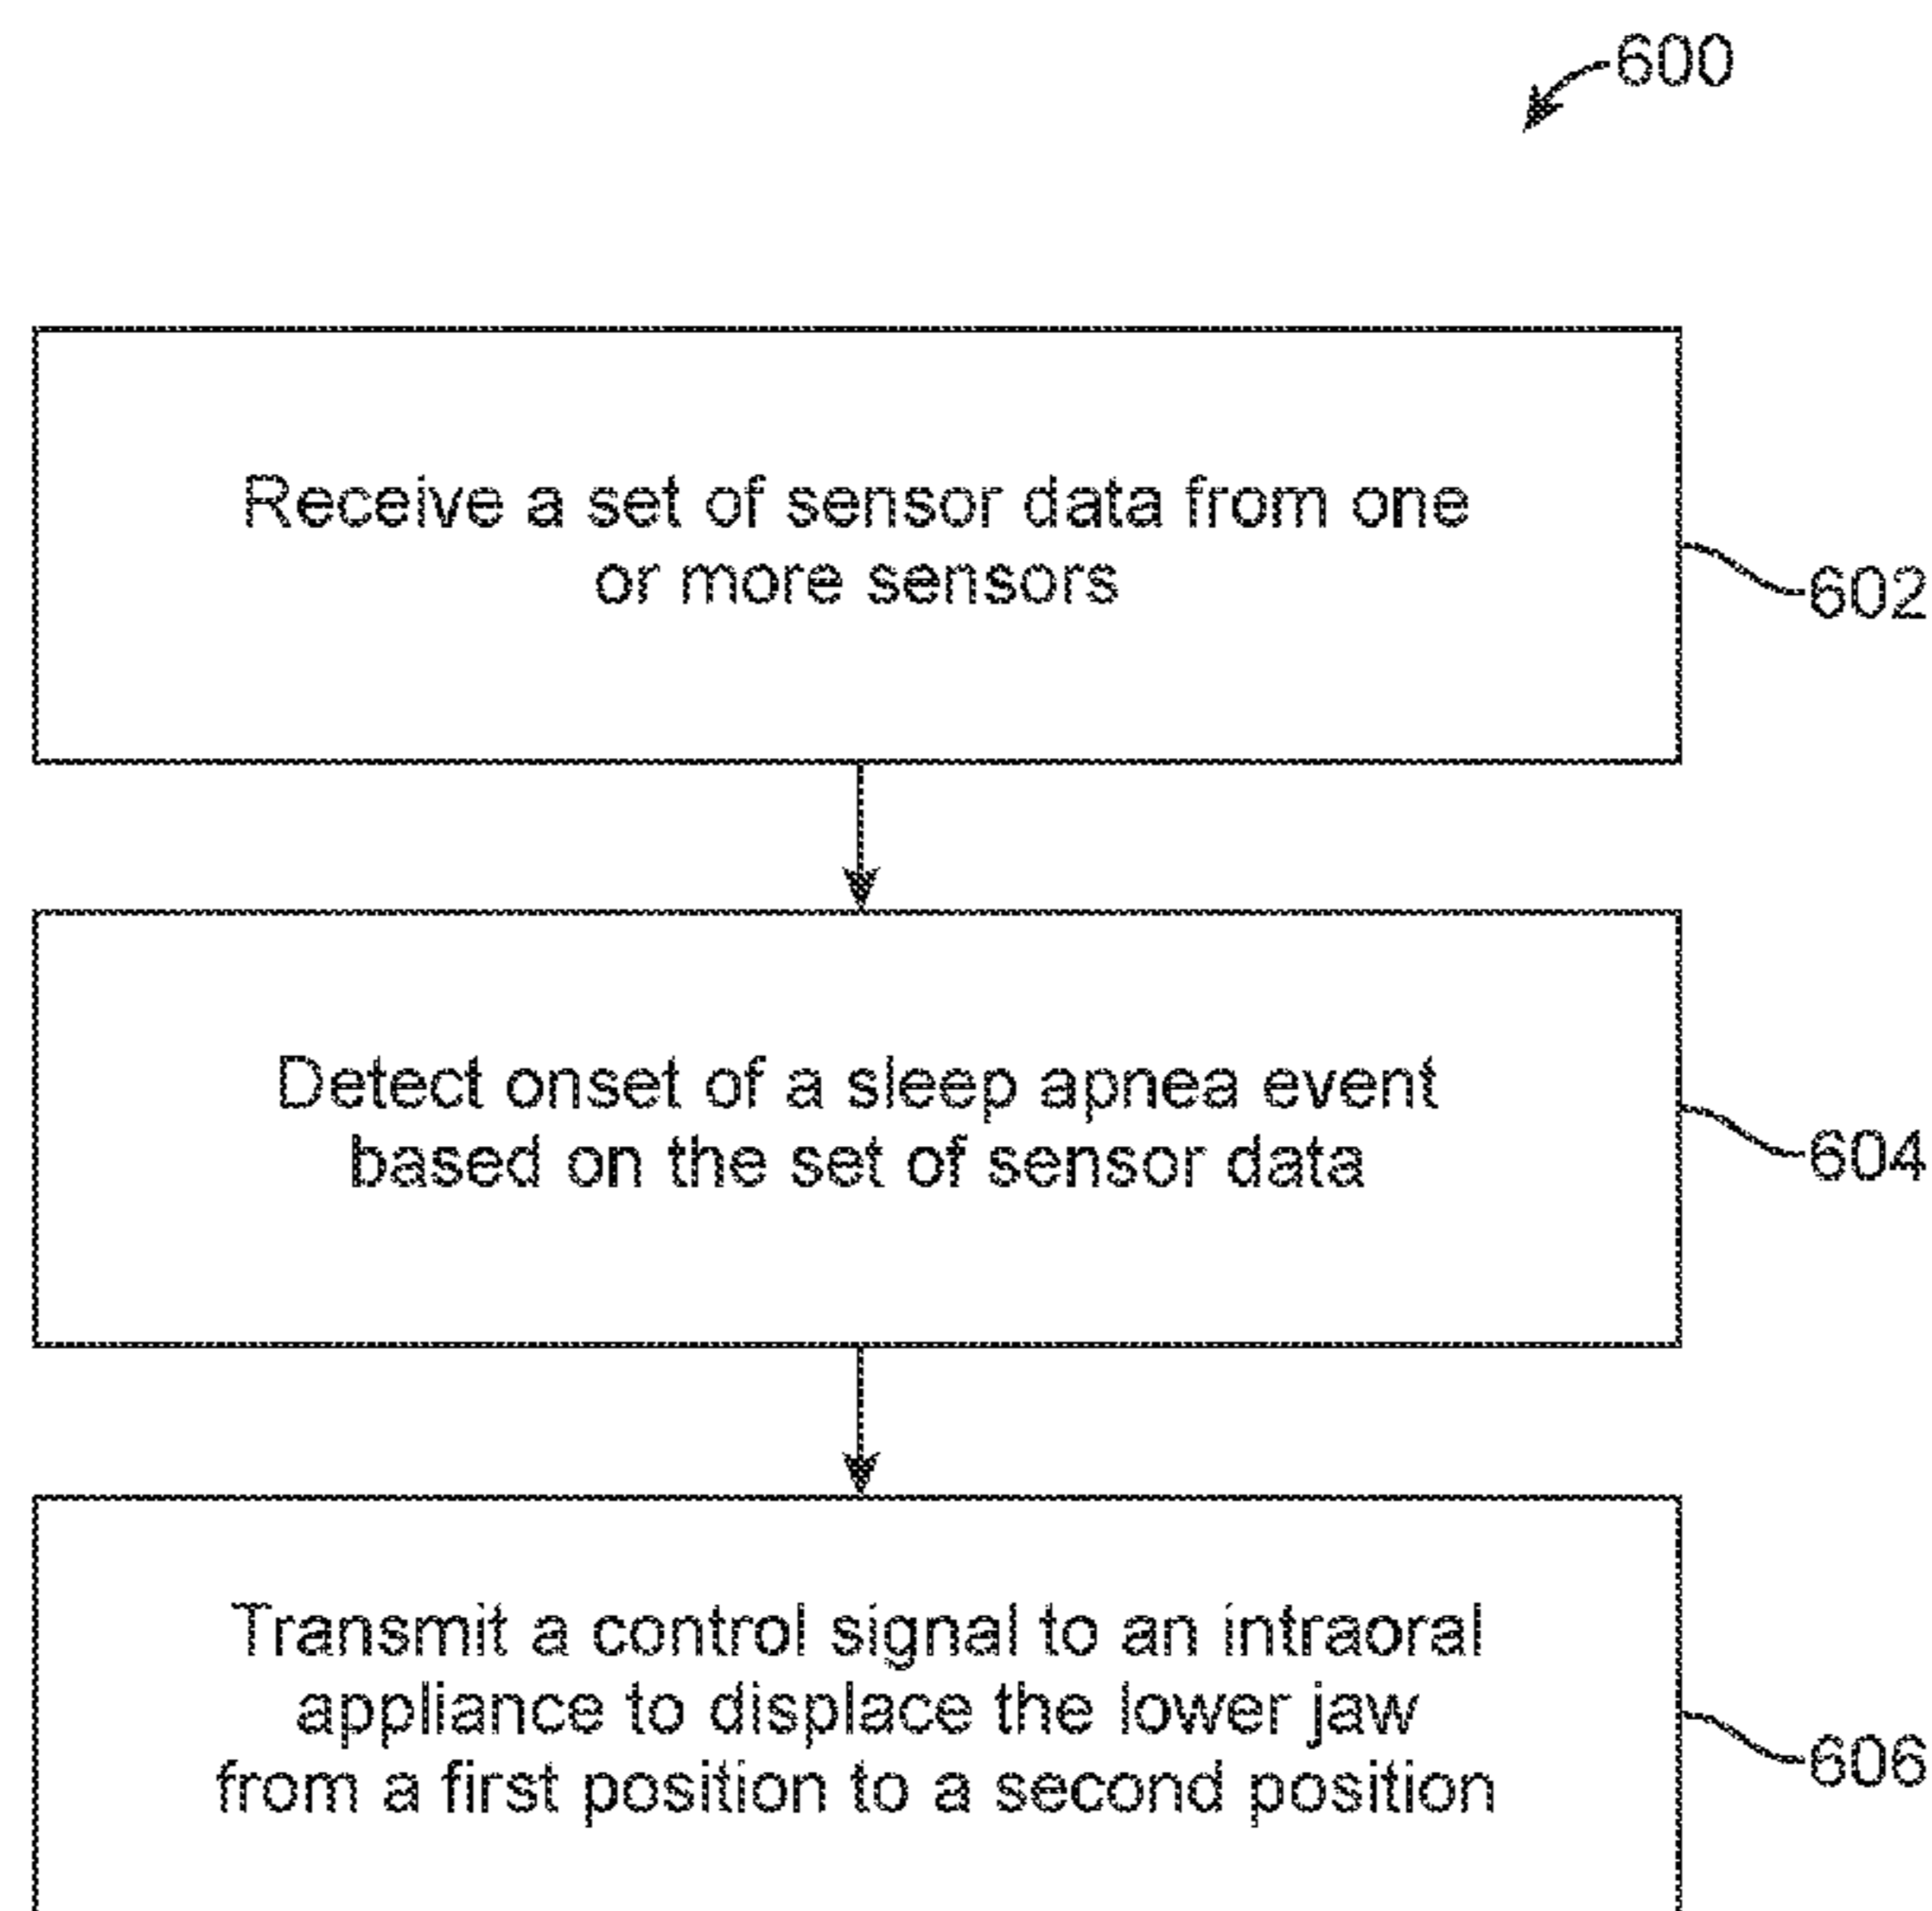 600
Receive a set of sensor data from one
or more sensors
602
Detect onset of a sleep apnea event
based on the set of sensor data
604
Transmit a control signal to an intraoral
appliance to displace the lower jaw
from a first position to a second position
606